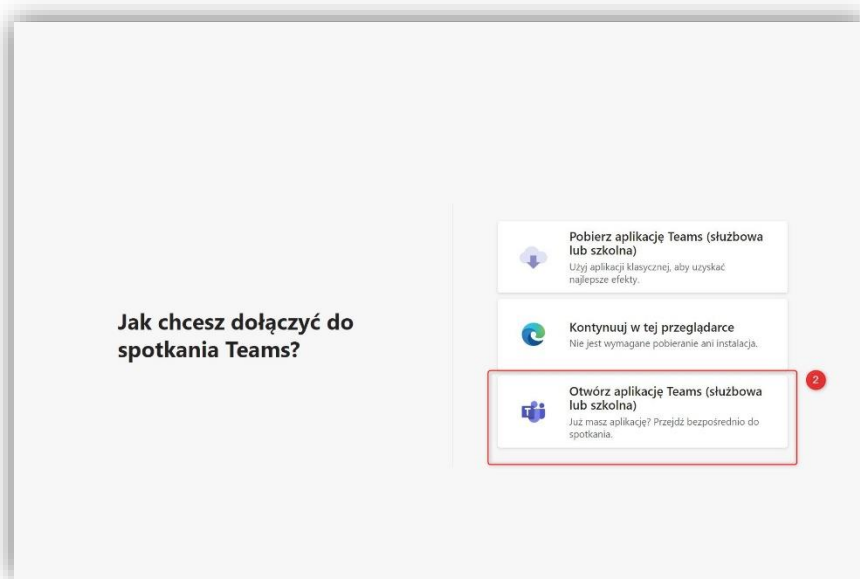 Jak chcesz dołączyć do
spotkania Teams?
Pobierz aplikację Teams (służbowa
lub szkolna)
Użyj aplikacji klasycznej, aby uzyskać
najlepsze efekty.
Kontynuuj w tej przeglądarce
Nie jest wymagane pobieranie ani instalacja.
Otwórz aplikację Teams (służbowa
lub szkolna)
Już masz aplikację? Przejdź bezpośrednio do
spotkania.
2